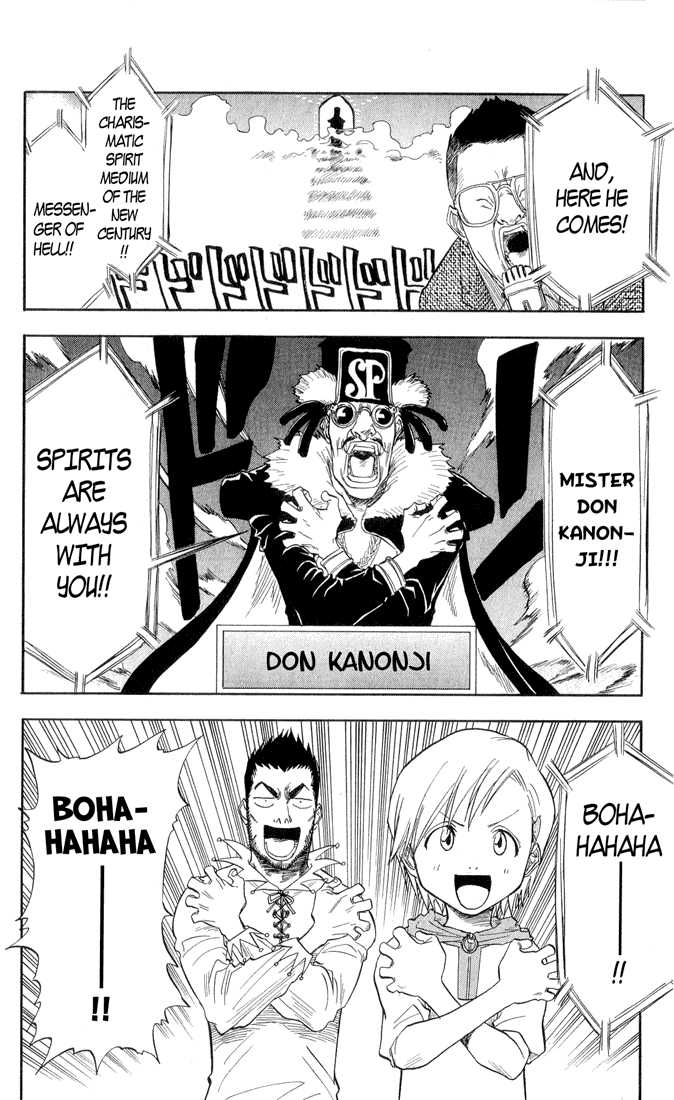 AND,
HERE HE
COMES!
THE
CHARIS-
MATIC
SPIRIT
MEDIUM
OF THE
NEW
CENTURY
!!
MESSEN-
GER OF
HELL!!
SP
MISTER
DON
KANON-
JI!!!
SPIRITS
ARE
ALWAYS
WITH
YOU!!
DON KANONJI
BOHA-
HAHAHA
!!
BOHA-
HAHAHA
!!